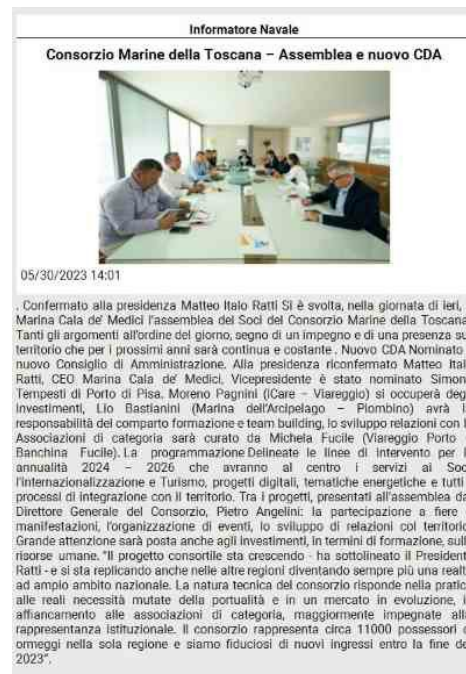 Informatore Navale
Consorzio Marine della Toscana – Assemblea e nuovo CDA
05/30/2023 14:01
. Confermato alla presidenza Matteo Italo Ratti Si è svolta, nella giornata di ieri,
Marina Cala de' Medici l'assemblea dei Soci del Consorzio Marine della Toscana
Tanti gli argomenti all'ordine del giorno, segno di un impegno e di una presenza su
territorio che per i prossimi anni sarà continua e costante . Nuovo CDA Nominato
nuovo Consiglio di Amministrazione. Alla presidenza riconfermato Matteo Ital
Ratti, CEO Marina Cala de' Medici, Vicepresidente è stato nominato Simon
Tempesti di Porto di Pisa, Moreno Pagnini (iCare – Viareggio) si occuperà deg
investimenti, Lio Bastianini (Marina dell'Arcipelago – Piombino) avrà l
responsabilità del comparto formazione e team building, lo sviluppo relazioni con l
Associazioni di categoria sarà curato da Michela Fucile (Viareggio Porto
Banchina Fucile). La programmazione Delineate le linee di intervento per l
annualità 2024 – 2026 che avranno al centro i servizi ai Soc
l'internazionalizzazione e Turismo, progetti digitali, tematiche energetiche e tutti
processi di integrazione con il territorio. Tra i progetti, presentati all'assemblea da
Direttore Generale del Consorzio, Pietro Angelini: la partecipazione a fiere
manifestazioni, l'organizzazione di eventi, lo sviluppo di relazioni col territorio
Grande attenzione sarà posta anche agli investimenti, in termini di formazione, sull
risorse umane. "Il progetto consortile sta crescendo - ha sottolineato il President
Ratti - e si sta replicando anche nelle altre regioni diventando sempre più una realt
ad ampio ambito nazionale. La natura tecnica del consorzio risponde nella pratic
alle reali necessità mutate della portualità e in un mercato in evoluzione, i
affiancamento alle associazioni di categoria, maggiormente impegnate all
rappresentanza istituzionale. Il consorzio rappresenta circa 11000 possessori d
ormeggi nella sola regione e siamo fiduciosi di nuovi ingressi entro la fine de
2023".